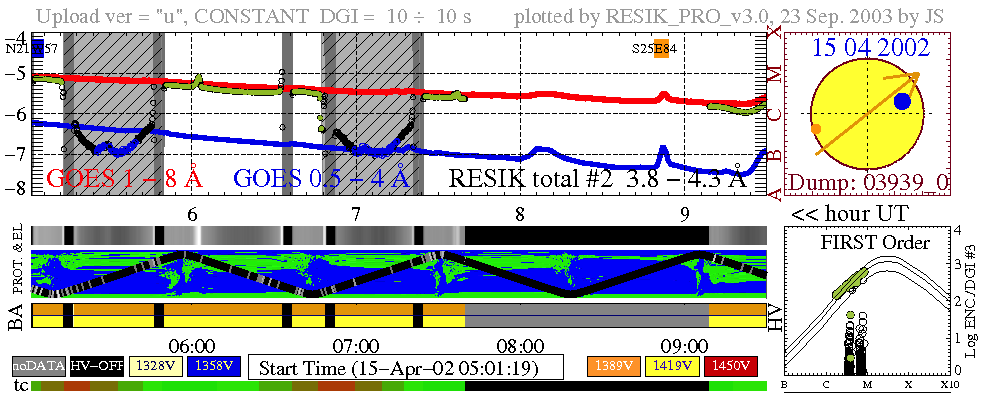 Upload ver = "u", CONSTANT DGI = 10 ÷ 10 s plotted by RESIK_PRO_v3.0, 23 Sep. 2003 by JS
−4
−5
−6
−7
−8
N21W57
S25E84
X
M
C
B
A
15 04 2002
GOES 1 − 8 Å GOES 0.5 − 4 Å RESIK total #2 3.8 − 4.3 Å
Dump: 03939_0
6 7 8 9 << hour UT
PROT. & EL
BA
HV
FIRST Order
4
3
2
1
0
Log ENC./DGI #3
B C M X X10
06:00 07:00 08:00 09:00
noDATA HV−OFF 1328V 1358V Start Time (15−Apr−02 05:01:19) 1389V 1419V 1450V
tc